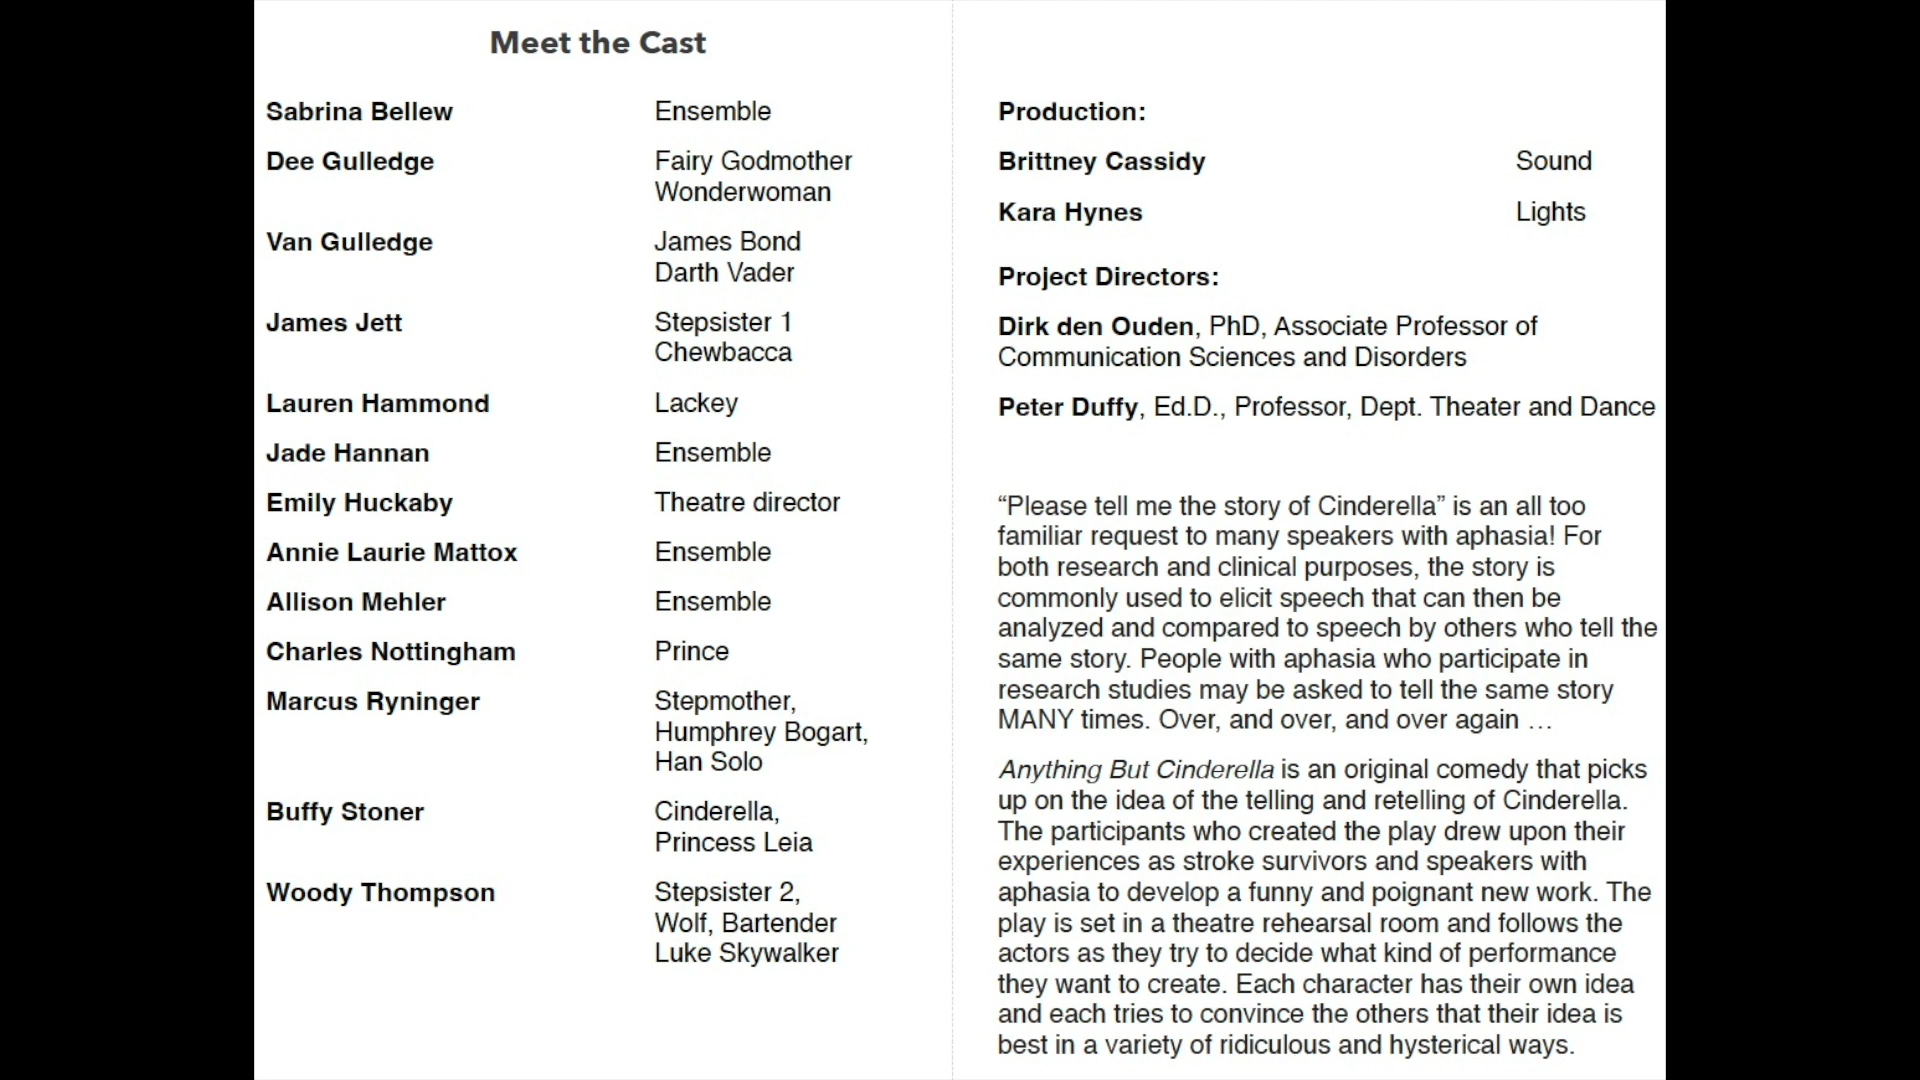 Meet the Cast
Sabrina Bellew Ensemble
Dee Gulledge Fairy Godmother
Wonderwoman
Van Gulledge James Bond
Darth Vader
James Jett Stepsister 1
Chewbacca
Lauren Hammond Lackey
Jade Hannan Ensemble
Emily Huckaby Theatre director
Annie Laurie Mattox Ensemble
Allison Mehler Ensemble
Charles Nottingham Prince
Marcus Ryninger Stepmother,
Humphrey Bogart,
Han Solo
Buffy Stoner Cinderella,
Princess Leia
Woody Thompson Stepsister 2,
Wolf, Bartender
Luke Skywalker
Production:
Brittney Cassidy Sound
Kara Hynes Lights
Project Directors:
Dirk den Ouden, PhD, Associate Professor of
Communication Sciences and Disorders
Peter Duffy, Ed.D., Professor, Dept. Theater and Dance
“Please tell me the story of Cinderella” is an all too
familiar request to many speakers with aphasia! For
both research and clinical purposes, the story is
commonly used to elicit speech that can then be
analyzed and compared to speech by others who tell the
same story. People with aphasia who participate in
research studies may be asked to tell the same story
MANY times. Over, and over, and over again …
Anything But Cinderella is an original comedy that picks
up on the idea of the telling and retelling of Cinderella.
The participants who created the play drew upon their
experiences as stroke survivors and speakers with
aphasia to develop a funny and poignant new work. The
play is set in a theatre rehearsal room and follows the
actors as they try to decide what kind of performance
they want to create. Each character has their own idea
and each tries to convince the others that their idea is
best in a variety of ridiculous and hysterical ways.